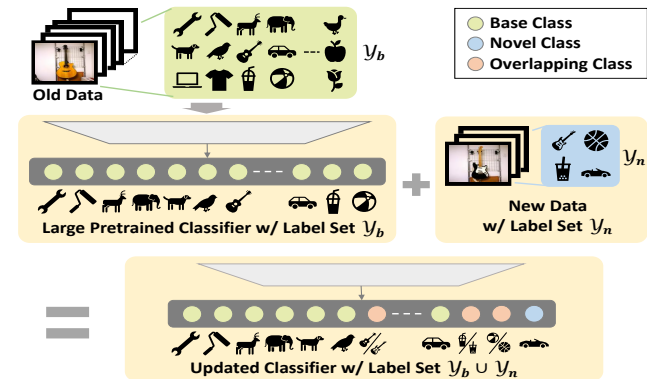 𝒴b
Base Class
Novel Class
Overlapping Class
Old Data
𝒴n
Large Pretrained Classifier w/ Label Set 𝒴b
New Data
w/ Label Set 𝒴n
Updated Classifier w/ Label Set 𝒴b ∪ 𝒴n